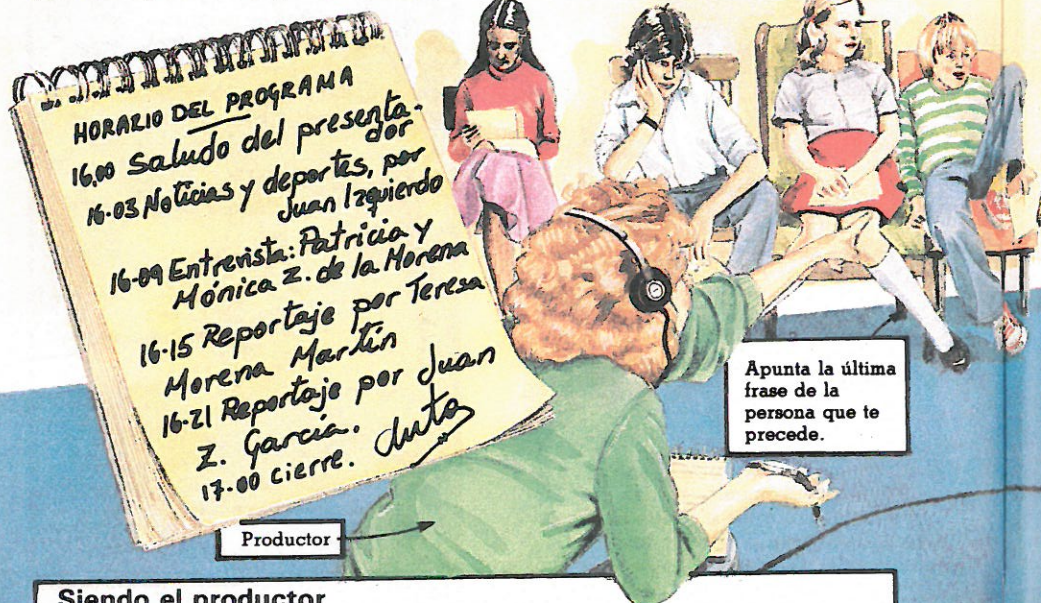 HORARIO DEL PROGRAMA
16,00 Saludo del presenta-
dor
16-03 Noticias y deportes, por
Juan Izquierdo
16-09 Entrevista: Patricia y
Mónica Z. de la Morena
16-15 Reportaje por Teresa
Morena Martín
16-21 Reportaje por Juan
Z. García.
17-00 cierre.
Apunta la última
frase de la
persona que te
precede.
Productor
Siendo el productor